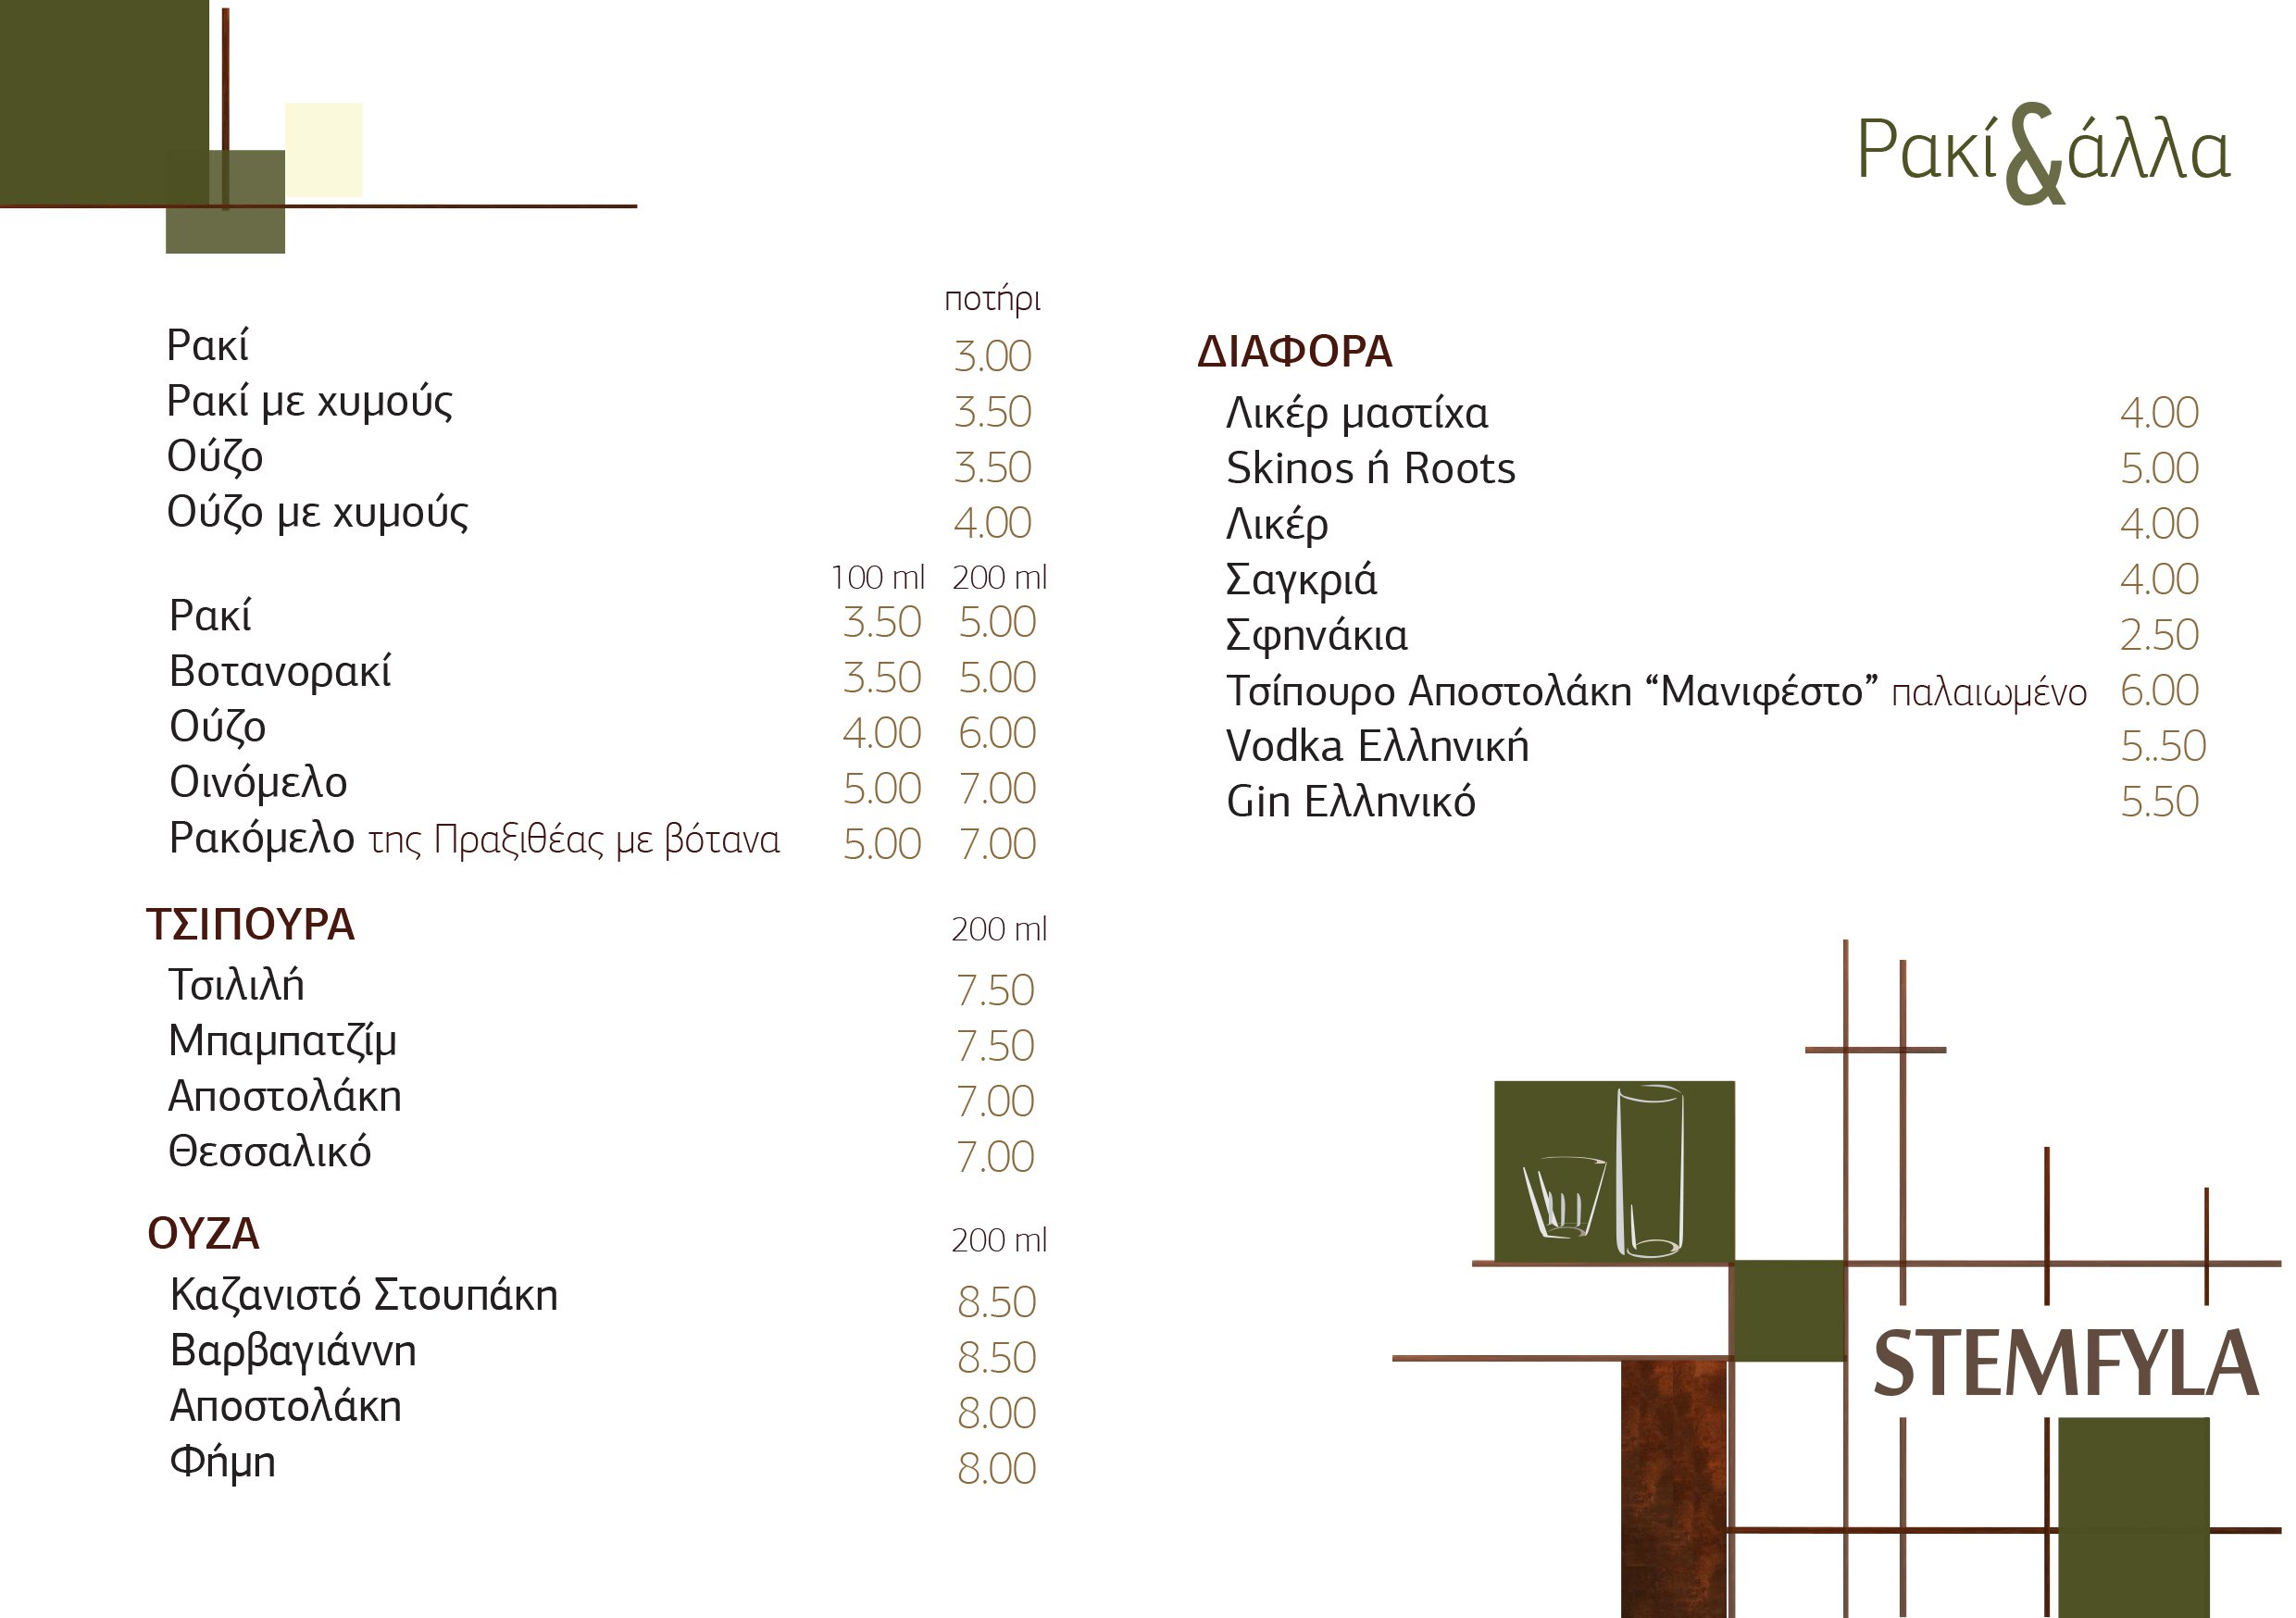 Ρακί & άλλα
ποτήρι
Ρακί 3.00
Ρακί με χυμούς 3.50
Ούζο 3.50
Ούζο με χυμούς 4.00
100 ml 200 ml
Ρακί 3.50 5.00
Βοτανορακί 3.50 5.00
Ούζο 4.00 6.00
Οινόμελο 5.00 7.00
Ρακόμελο της Πραξιθέας με βότανα 5.00 7.00
ΤΣΙΠΟΥΡΑ 200 ml
Τσιλιλή 7.50
Μπαμπατζίμ 7.50
Αποστολάκη 7.00
Θεσσαλικό 7.00
ΟΥΖΑ 200 ml
Καζανιστό Στουπάκη 8.50
Βαρβαγιάννη 8.50
Αποστολάκη 8.00
Φήμη 8.00
ΔΙΑΦΟΡΑ
Λικέρ μαστίχα 4.00
Skinos ή Roots 5.00
Λικέρ 4.00
Σαγκριά 4.00
Σφηνάκια 2.50
Τσίπουρο Αποστολάκη “Μανιφέστο” παλαιωμένο 6.00
Vodka Ελληνική 5..50
Gin Ελληνικό 5.50
STEMFYLA